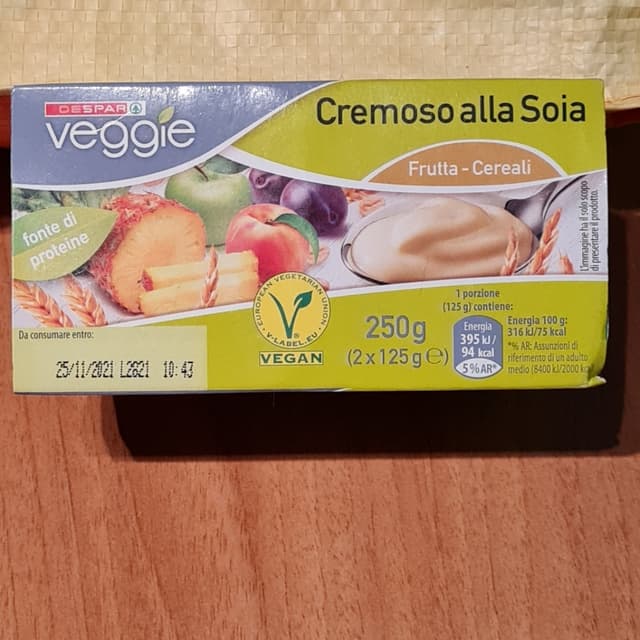 DESPAR
veggie
Cremoso alla Soia
Frutta - Cereali
fonte di
proteine
L'immagine ha il solo scopo
di presentare il prodotto.
EUROPEAN VEGETARIAN UNION
• V-LABEL.EU •
VEGAN
250g
(2 x 125 g ℮)
1 porzione
(125 g) contiene:
Energia
395 kJ/
94 kcal
5%AR*
Energia 100 g:
316 kJ/75 kcal
*% AR: Assunzioni di
riferimento di un adulto
medio (8400 kJ/2000 kc
Da consumare entro:
25/11/2021 L2621 10:43